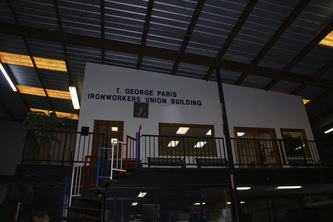 T. GEORGE PARIS
IRONWORKERS UNION BUILDING